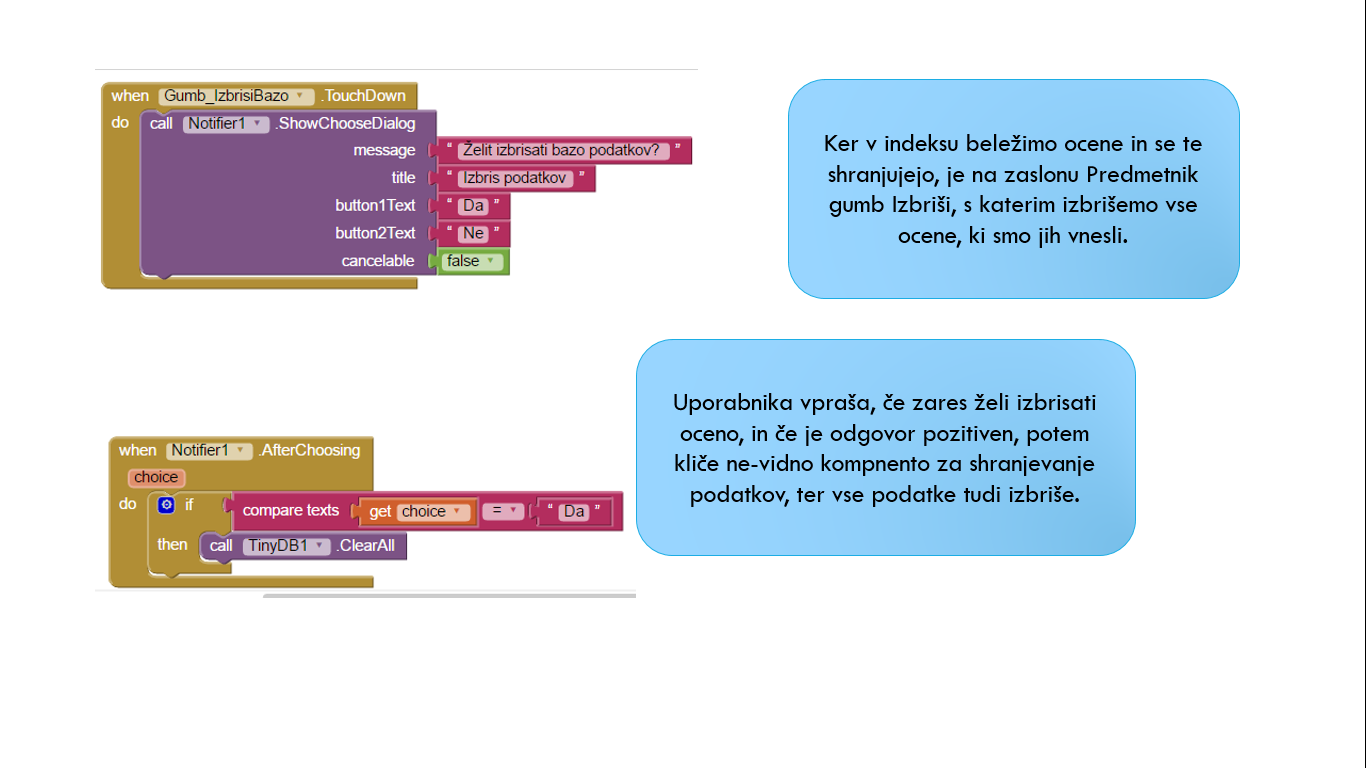 when Gumb_IzbrisiBazo .TouchDown
do call Notifier1 .ShowChooseDialog
message " Želit izbrisati bazo podatkov? "
title " Izbris podatkov "
button1Text " Da "
button2Text " Ne "
cancelable false
Ker v indeksu beležimo ocene in se te
shranjujejo, je na zaslonu Predmetnik
gumb Izbriši, s katerim izbrišemo vse
ocene, ki smo jih vnesli.
Uporabnika vpraša, če zares želi izbrisati
oceno, in če je odgovor pozitiven, potem
kliče ne-vidno kompnento za shranjevanje
podatkov, ter vse podatke tudi izbriše.
when Notifier1 .AfterChoosing
choice
do if compare texts get choice = " Da "
then call TinyDB1 .ClearAll